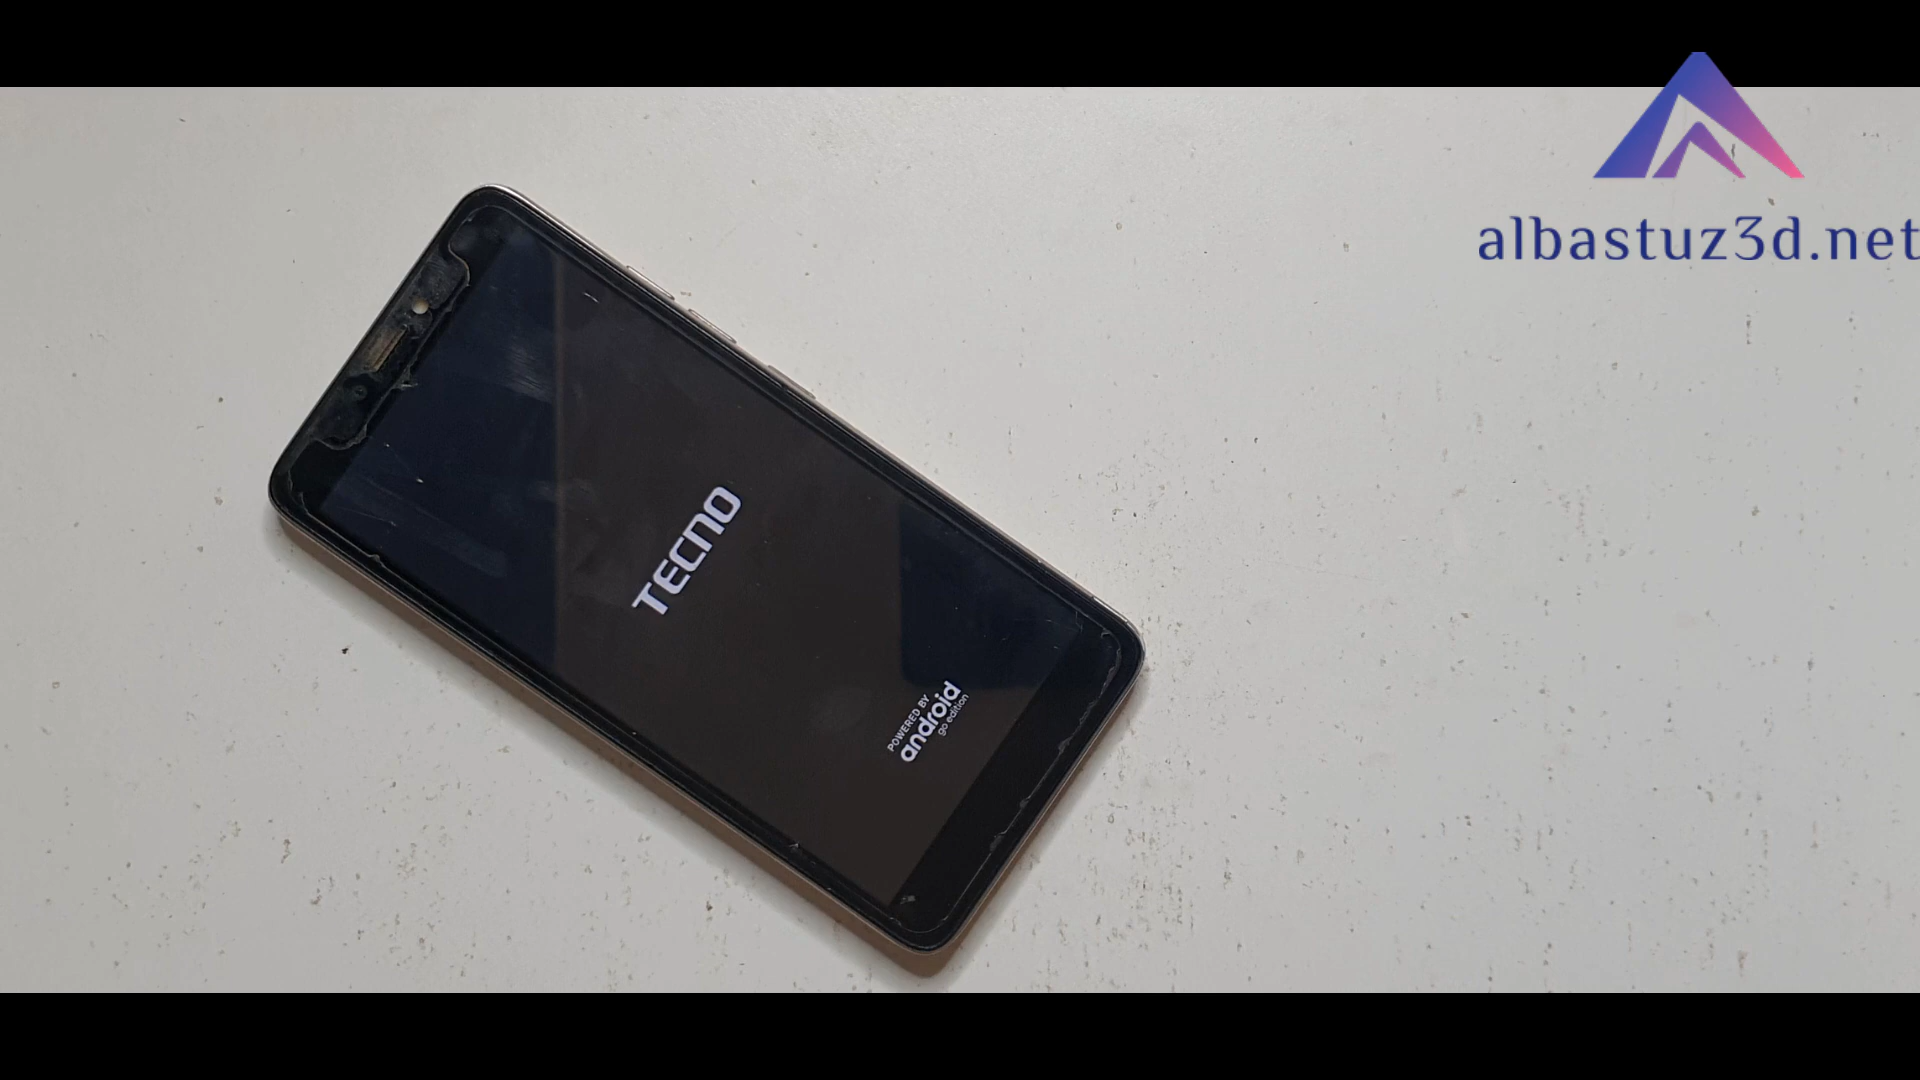 albastuz3d.net
TECNO
POWERED BY
android
go edition